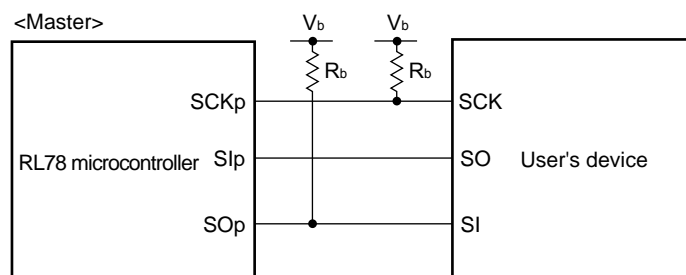 <Master>
Vb
Vb
Rb
Rb
SCKp
SCK
RL78 microcontroller
SIp
SO
User's device
SOp
SI